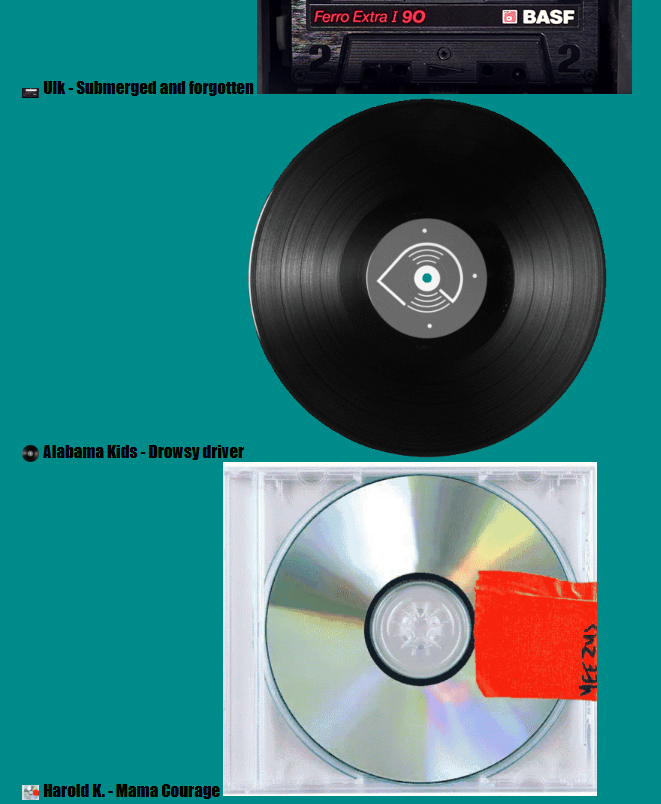 Ferro Extra I 90
BASF
2 2
Ulk - Submerged and forgotten
Alabama Kids - Drowsy driver
YEEZUS
Harold K. - Mama Courage